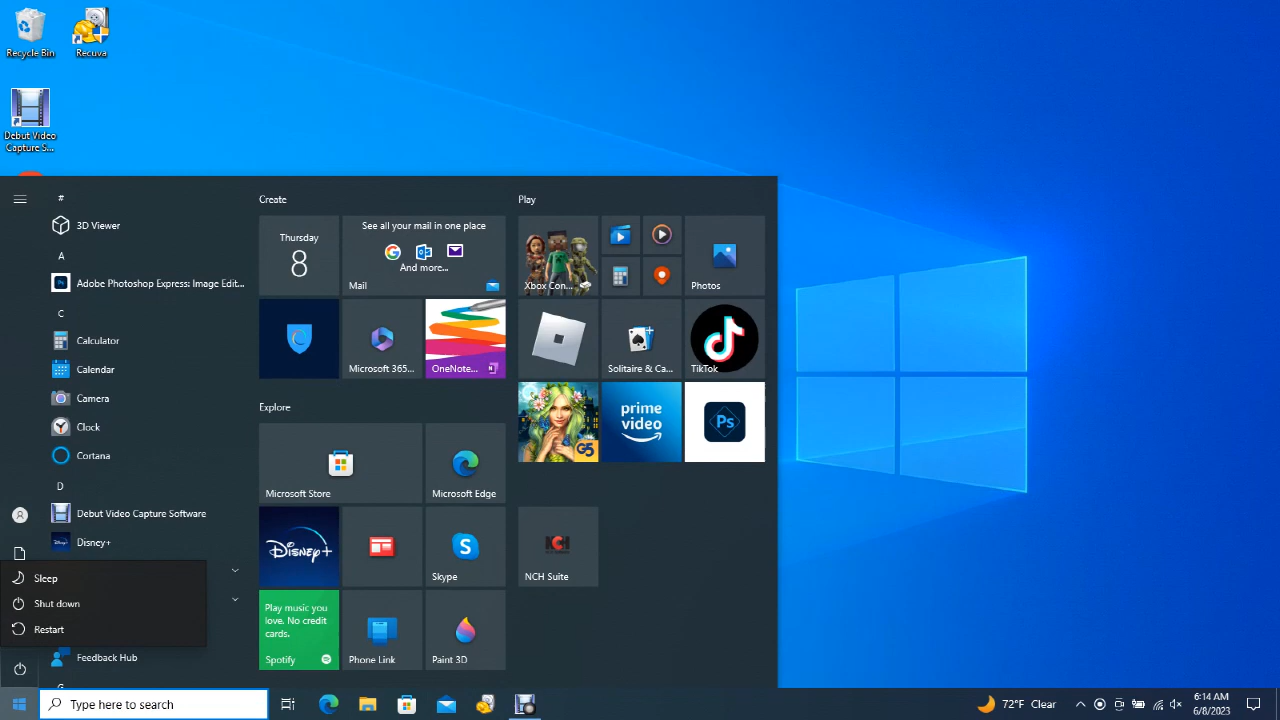 Recycle Bin
Recuva
Debut Video
Capture S...
#
3D Viewer
A
Adobe Photoshop Express: Image Edit...
C
Calculator
Calendar
Camera
Clock
Cortana
D
Debut Video Capture Software
Disney+
Sleep
Shut down
Restart
Feedback Hub
Create
Thursday
8
See all your mail in one place
And more...
Mail
Microsoft 365...
OneNote...
Explore
Microsoft Store
Microsoft Edge
Disney+
Skype
Play music you
love. No credit
cards.
Spotify
Phone Link
Paint 3D
Play
Xbox Con...
Photos
Solitaire & Ca...
TikTok
G5
prime
video
Ps
NCH
NCH Suite
Type here to search
72°F Clear
6:14 AM
6/8/2023